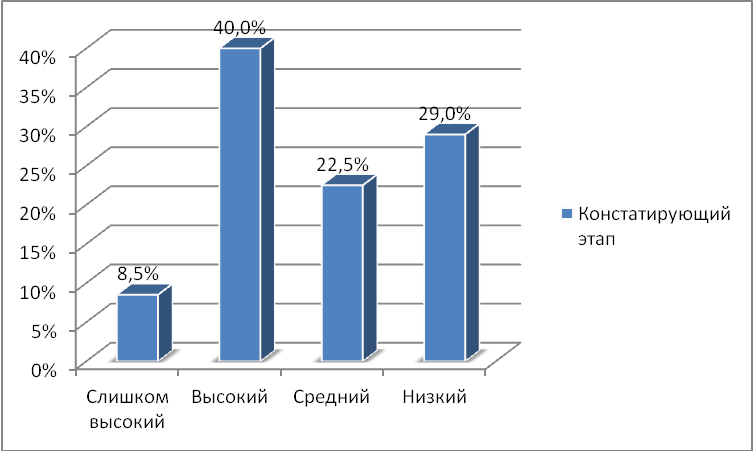 40,0%
40%
35%
30%
29,0%
25%
22,5%
20%
15%
10%
8,5%
5%
0%
Слишком
высокий
Высокий
Средний
Низкий
Констатирующий
этап